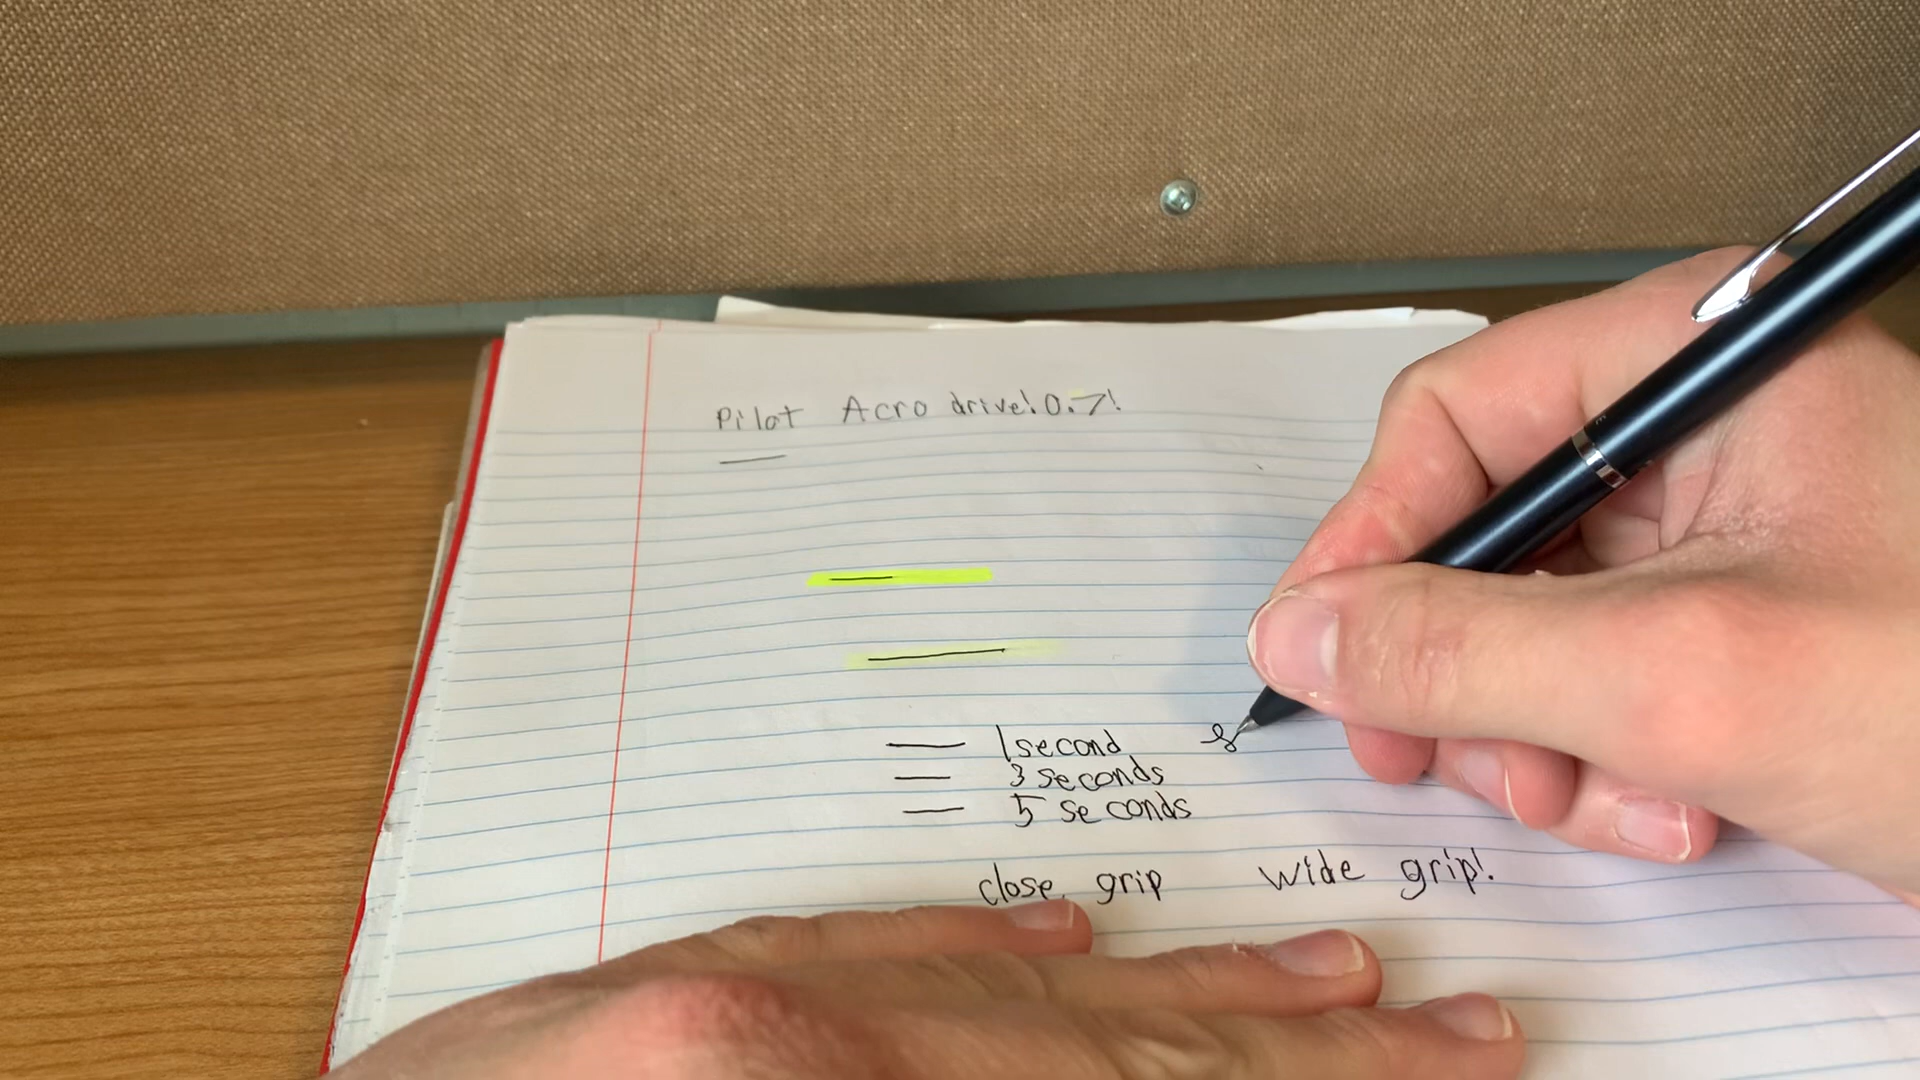 Pilot Acro drive! 0.7!
1 second
3 seconds
5 seconds
close grip wide grip!